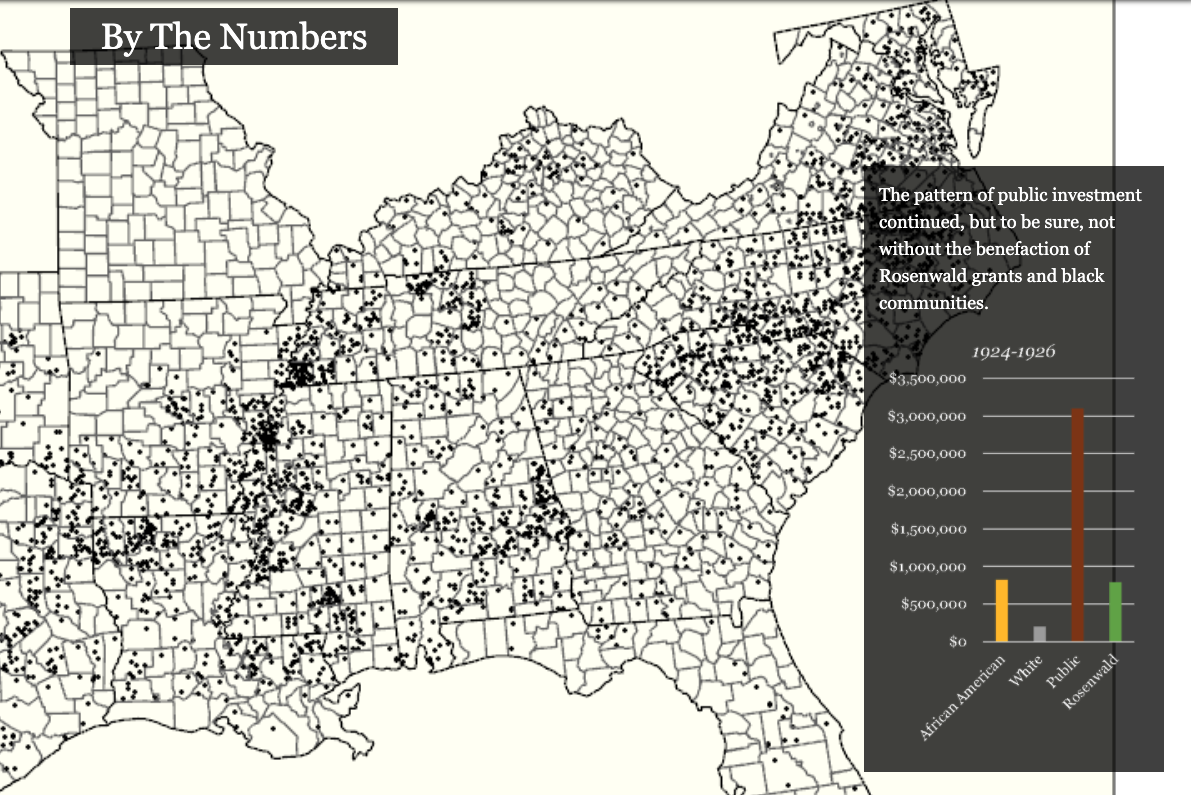 By The Numbers
The pattern of public investment
continued, but to be sure, not
without the benefaction of
Rosenwald grants and black
communities.
1924-1926
$3,500,000
$3,000,000
$2,500,000
$2,000,000
$1,500,000
$1,000,000
$500,000
$0
African American
White
Public
Rosenwald